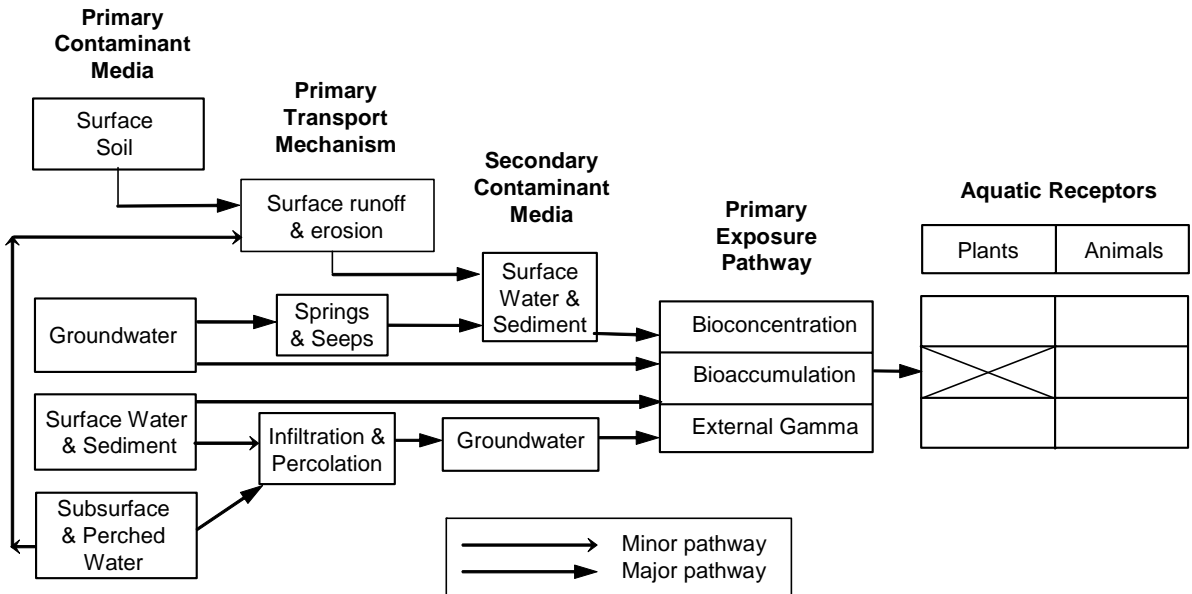 Primary
Contaminant
Media
Surface
Soil
Primary
Transport
Mechanism
Surface runoff
& erosion
Secondary
Contaminant
Media
Surface
Water &
Sediment
Primary
Exposure
Pathway
Aquatic Receptors
Plants
Animals
Groundwater
Springs
& Seeps
Bioconcentration
Bioaccumulation
External Gamma
Surface Water
& Sediment
Infiltration &
Percolation
Groundwater
Subsurface
& Perched
Water
Minor pathway
Major pathway